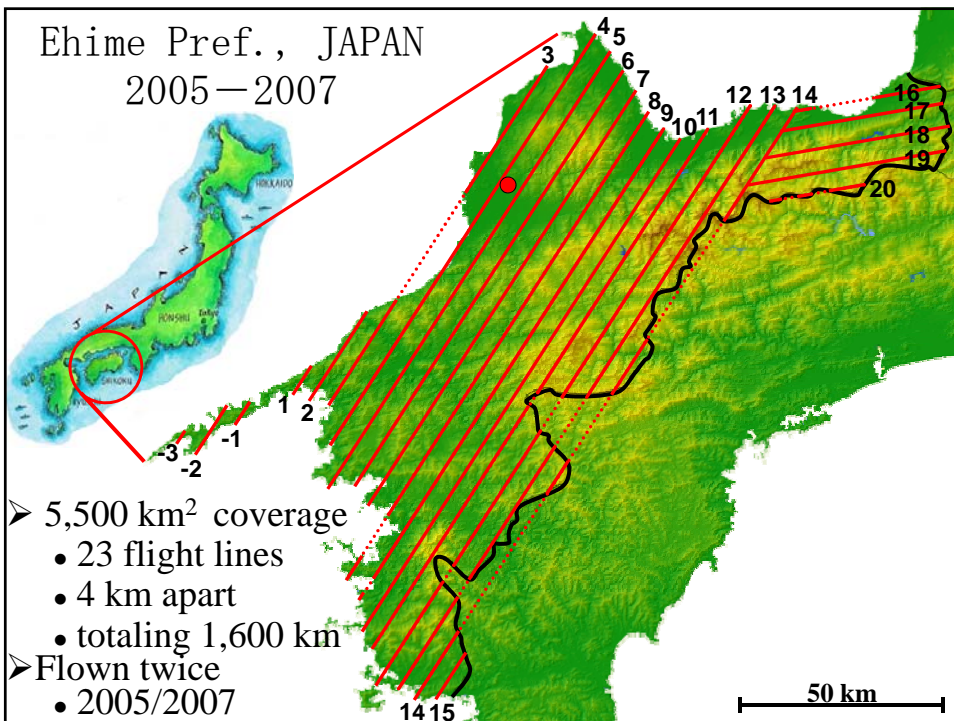 Ehime Pref., JAPAN
2005-2007
HOKKAIDO
JAPAN
HONSHU
SHIKOKU
3
4
5
6
7
8
9
10
11
12
13
14
16
17
18
19
20
1
2
-1
-3
-2
➢ 5,500 km² coverage
• 23 flight lines
• 4 km apart
• totaling 1,600 km
➢Flown twice
• 2005/2007
14 15
50 km